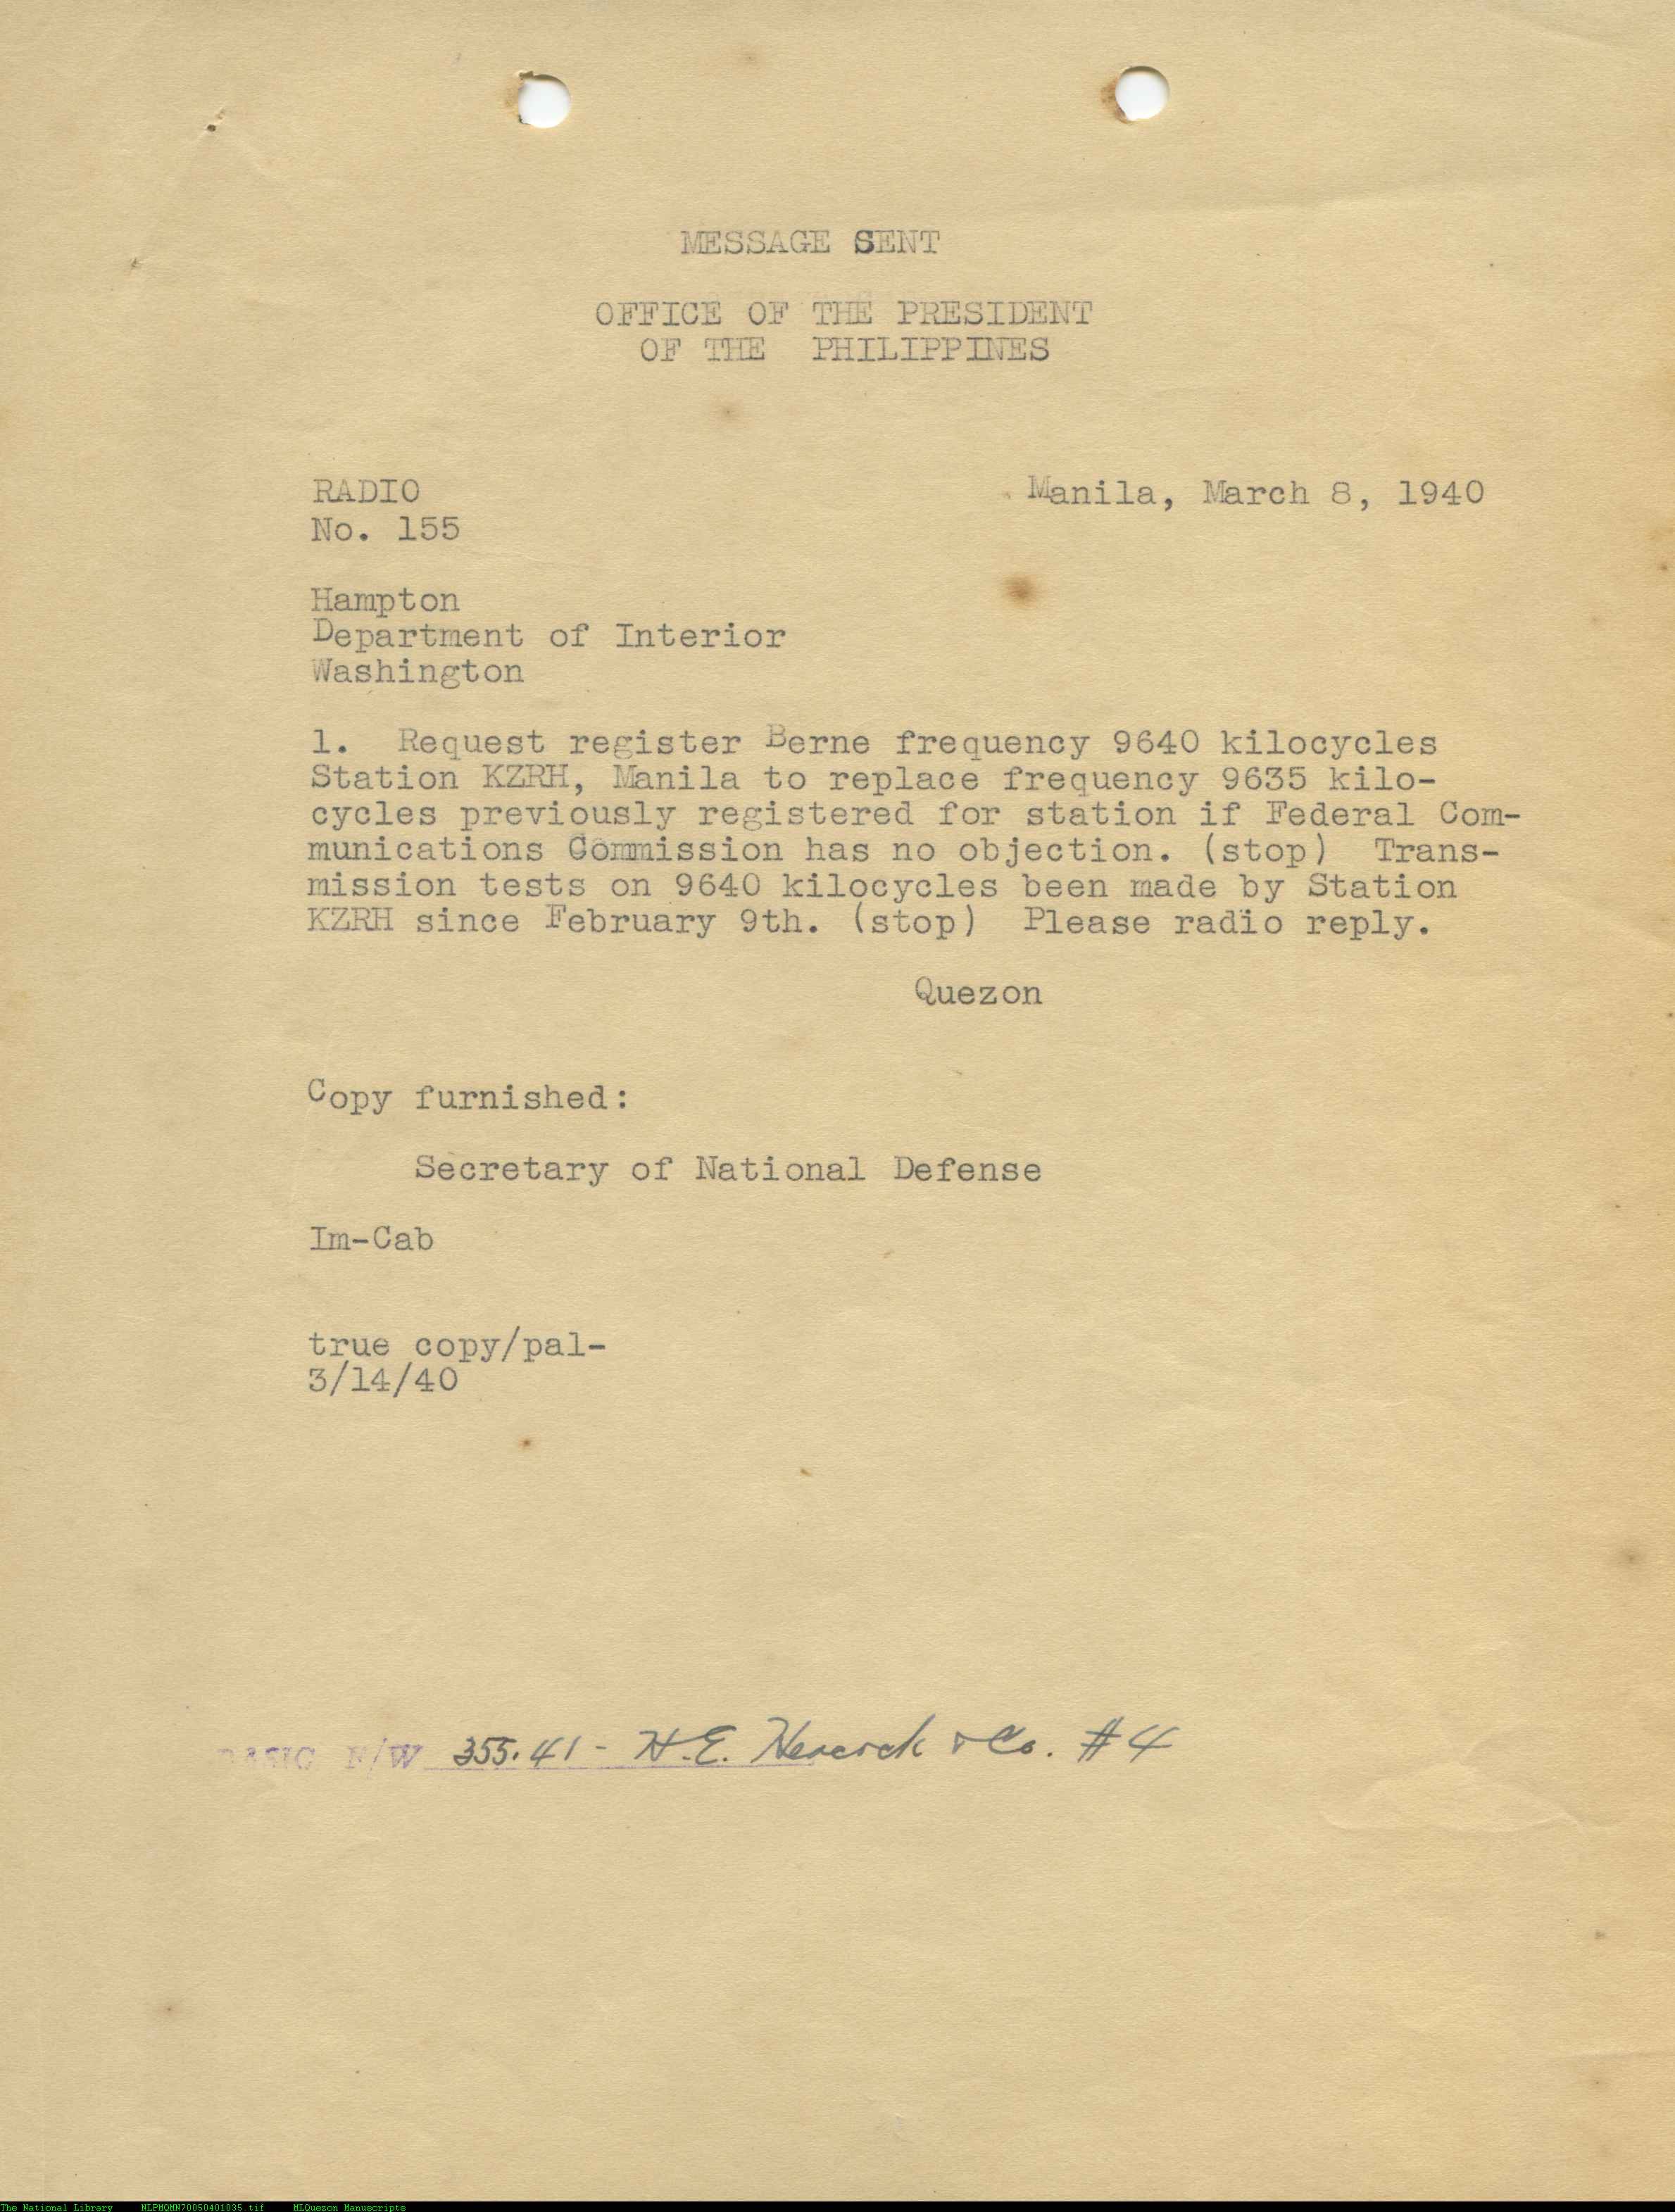 MESSAGE SENT
OFFICE OF THE PRESIDENT
OF THE PHILIPPINES
RADIO
Manila, March 8, 1940
No. 155
Hampton
Department of Interior
Washington
1. Request register Berne frequency 9640 kilocycles
Station KZRH, Manila to replace frequency 9635 kilo-
cycles previously registered for station if Federal Com-
munications Commission has no objection. (stop) Trans-
mission tests on 9640 kilocycles been made by Station
KZRH since February 9th. (stop) Please radio reply.
Quezon
Copy furnished:
Secretary of National Defense
Im-Cab
true copy/pal-
3/14/40
BASIC F/W 355.41 - H.E. Heacock & Co. #4
The National Library NLPMQMN70050401035.tif MLQuezon Manuscripts